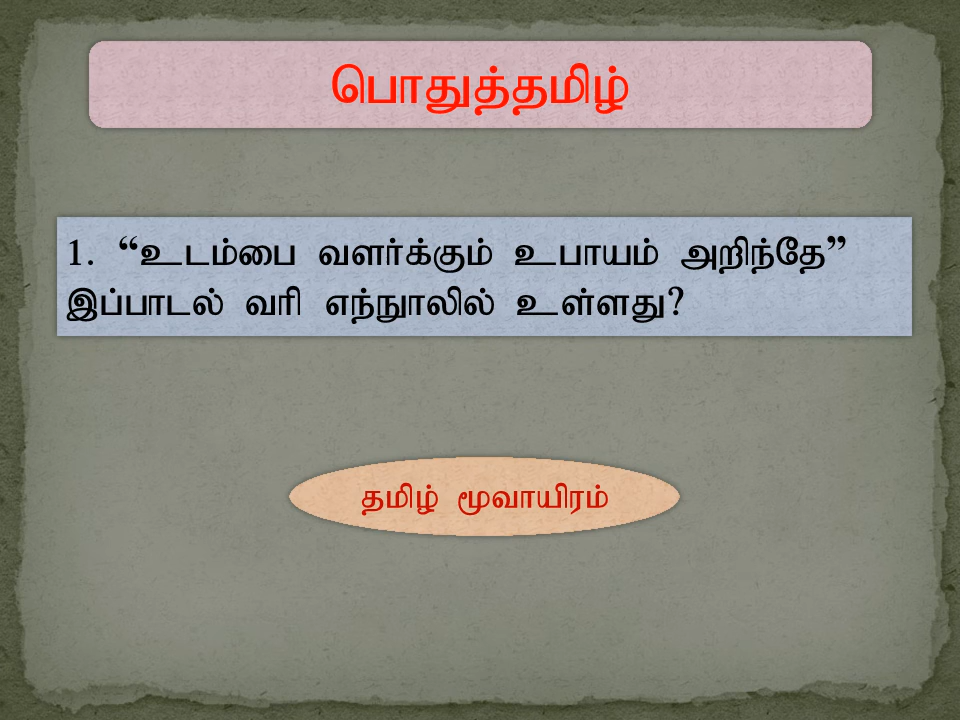 பொதுத்தமிழ்
1. “உடம்பை வளர்க்கும் உபாயம் அறிந்தே”
இப்பாடல் வரி எந்நுாலில் உள்ளது?
தமிழ் மூவாயிரம்